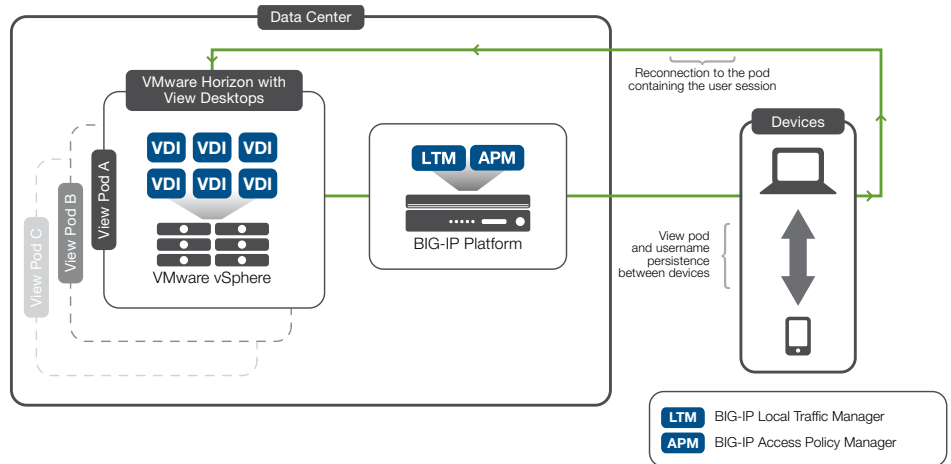 Data Center
Reconnection to the pod
containing the user session
VMware Horizon with
View Desktops
Devices
VDI VDI VDI
VDI VDI VDI
LTM APM
View Pod A
View Pod B
View Pod C
BIG-IP Platform
VMware vSphere
View pod
and username
persistence
between devices
LTM BIG-IP Local Traffic Manager
APM BIG-IP Access Policy Manager